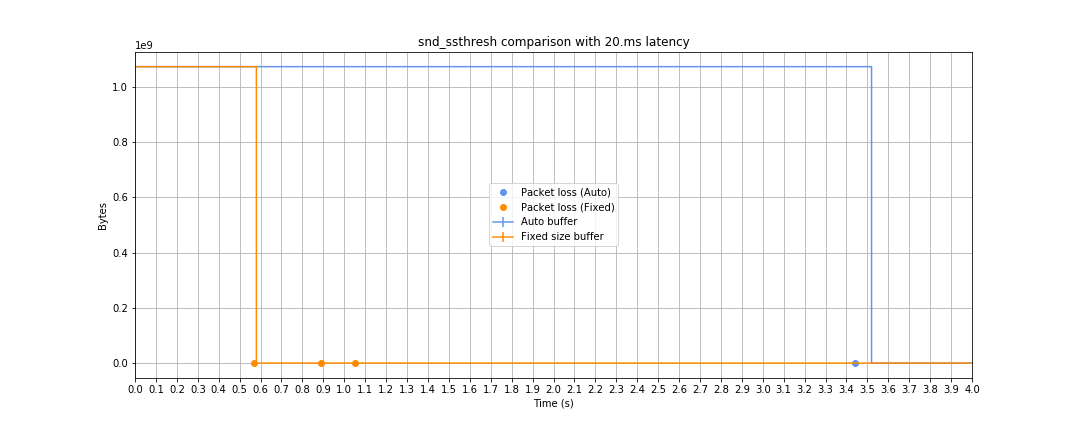 snd_ssthresh comparison with 20.ms latency
1e9
1.0
0.8
0.6
0.4
0.2
0.0
Bytes
Packet loss (Auto)
Packet loss (Fixed)
Auto buffer
Fixed size buffer
0.0 0.1 0.2 0.3 0.4 0.5 0.6 0.7 0.8 0.9 1.0 1.1 1.2 1.3 1.4 1.5 1.6 1.7 1.8 1.9 2.0 2.1 2.2 2.3 2.4 2.5 2.6 2.7 2.8 2.9 3.0 3.1 3.2 3.3 3.4 3.5 3.6 3.7 3.8 3.9 4.0
Time (s)